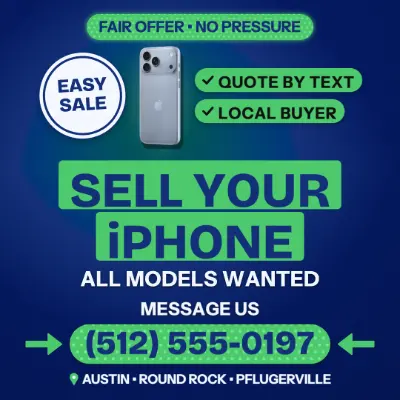 FAIR OFFER • NO PRESSURE
EASY
SALE
QUOTE BY TEXT
LOCAL BUYER
SELL YOUR
iPHONE
ALL MODELS WANTED
MESSAGE US
(512) 555-0197
AUSTIN • ROUND ROCK • PFLUGERVILLE